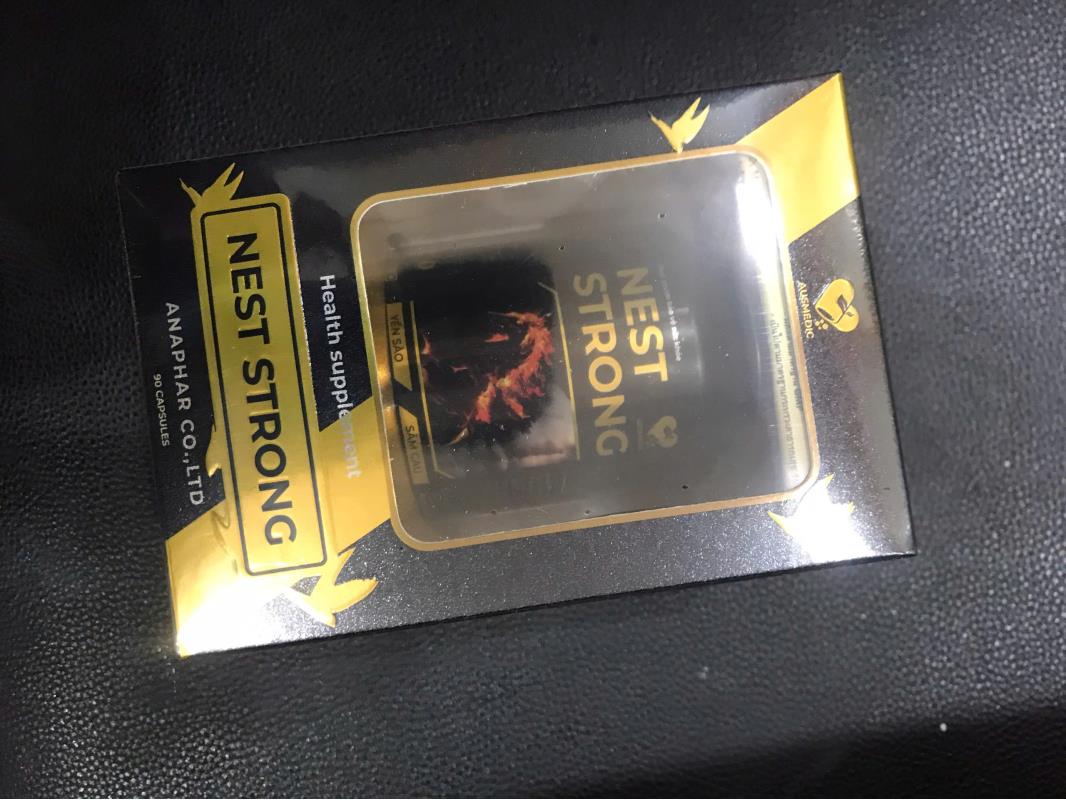 AUSMEDIC
NEST
STRONG
YẾN SÀO
SÂM CAU
Health supplement
NEST STRONG
ANAPHAR CO.,LTD
90 CAPSULES